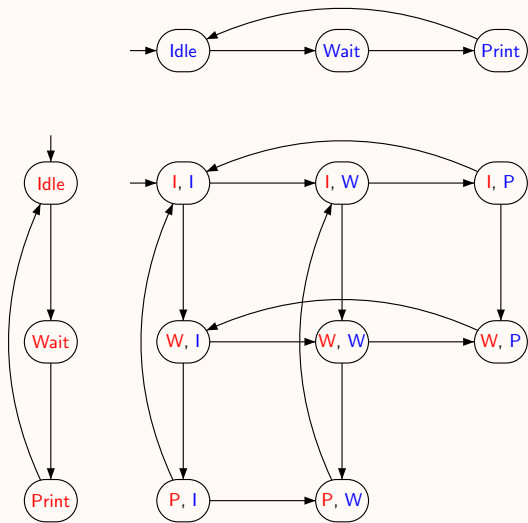 Idle Wait Print
Idle I, I I, W I, P
Wait W, I W, W W, P
Print P, I P, W